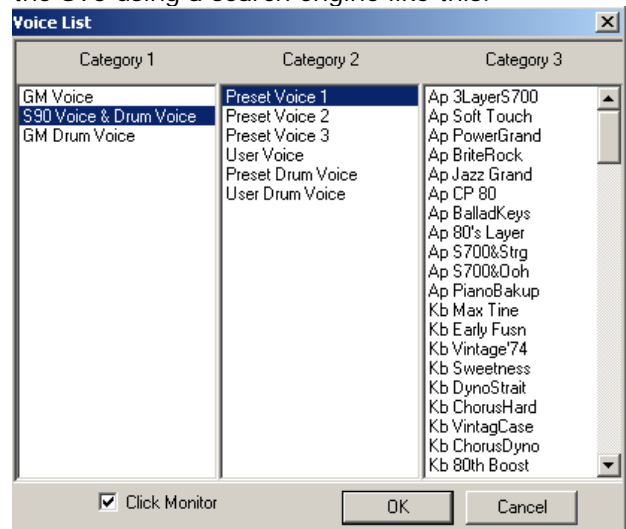 the using a search engine like this.
Voice List
Category 1
Category 2
Category 3
GM Voice
S90 Voice & Drum Voice
GM Drum Voice
Preset Voice 1
Preset Voice 2
Preset Voice 3
User Voice
Preset Drum Voice
User Drum Voice
Ap 3LayerS700
Ap Soft Touch
Ap PowerGrand
Ap BriteRock
Ap Jazz Grand
Ap CP 80
Ap BalladKeys
Ap 80's Layer
Ap S700&Strg
Ap S700&Ooh
Ap PianoBakup
Kb Max Tine
Kb Early Fusn
Kb Vintage'74
Kb Sweetness
Kb DynoStrait
Kb ChorusHard
Kb VintagCase
Kb ChorusDyno
Kb 80th Boost
Click Monitor
OK
Cancel